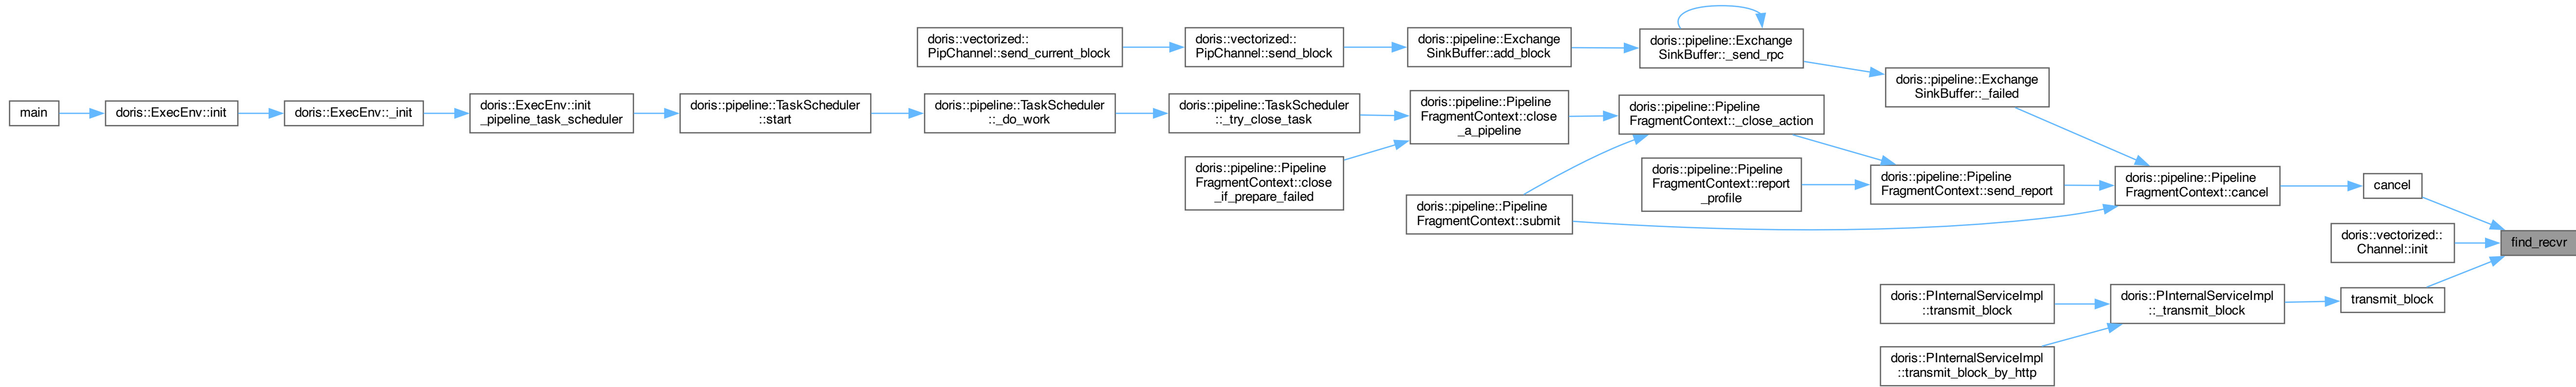 main
doris::ExecEnv::init
doris::ExecEnv::_init
doris::ExecEnv::init
_pipeline_task_scheduler
doris::pipeline::TaskScheduler
::start
doris::pipeline::TaskScheduler
::_do_work
doris::vectorized::
PipChannel::send_current_block
doris::vectorized::
PipChannel::send_block
doris::pipeline::TaskScheduler
::_try_close_task
doris::pipeline::Pipeline
FragmentContext::close
_if_prepare_failed
doris::pipeline::Exchange
SinkBuffer::add_block
doris::pipeline::Pipeline
FragmentContext::close
_a_pipeline
doris::pipeline::Pipeline
FragmentContext::submit
doris::pipeline::Exchange
SinkBuffer::_send_rpc
doris::pipeline::Pipeline
FragmentContext::_close_action
doris::pipeline::Pipeline
FragmentContext::report
_profile
doris::pipeline::Exchange
SinkBuffer::_failed
doris::pipeline::Pipeline
FragmentContext::send_report
doris::PInternalServiceImpl
::transmit_block
doris::PInternalServiceImpl
::transmit_block_by_http
doris::pipeline::Pipeline
FragmentContext::cancel
doris::PInternalServiceImpl
::_transmit_block
cancel
doris::vectorized::
Channel::init
transmit_block
find_recvr